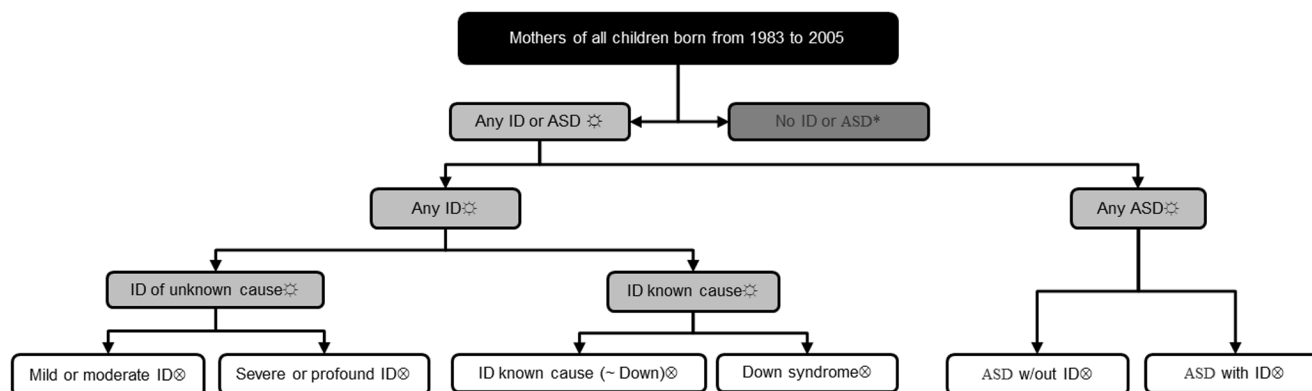 Mothers of all children born from 1983 to 2005
Any ID or ASD ☼
No ID or ASD*
Any ID☼
Any ASD☼
ID of unknown cause☼
ID known cause☼
Mild or moderate ID⊗
Severe or profound ID⊗
ID known cause (~ Down)⊗
Down syndrome⊗
ASD w/out ID⊗
ASD with ID⊗